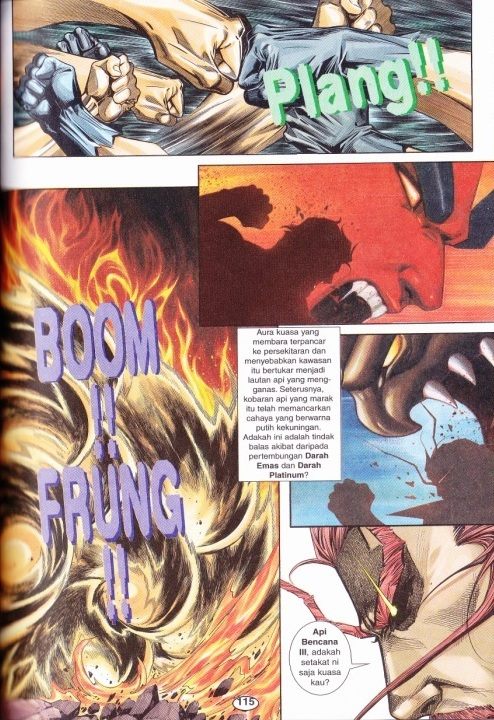 Plang!!
BOOM
!!
FRUNG
!!
Aura kuasa yang
membara terpancar
ke persekitaran dan
menyebabkan kawasan
itu bertukar menjadi
lautan api yang meng-
ganas. Seterusnya,
kobaran api yang marak
itu telah memancarkan
cahaya yang berwarna
putih kekuningan.
Adakah ini adalah tindak
balas akibat daripada
pertembungan Darah
Emas dan Darah
Platinum?
Api
Bencana
III, adakah
setakat ni
saja kuasa
kau?
115